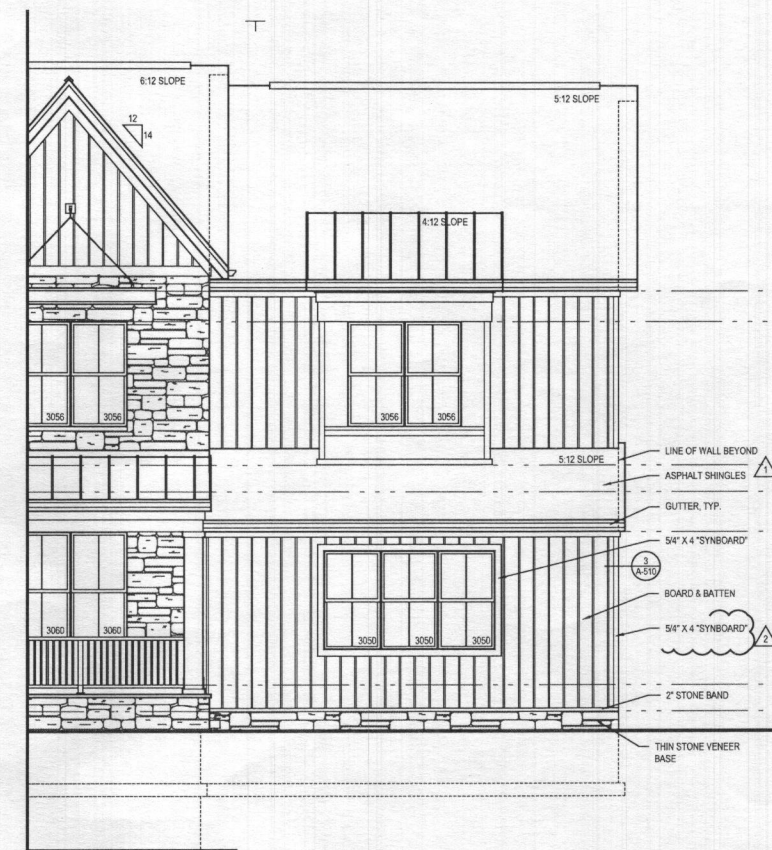 6:12 SLOPE
5:12 SLOPE
12
14
4:12 SLOPE
3056
3056
3056
3056
5:12 SLOPE
LINE OF WALL BEYOND
ASPHALT SHINGLES
1
GUTTER, TYP.
5/4" X 4 "SYNBOARD"
3
A-510
BOARD & BATTEN
3060
3060
3050
3050
3050
5/4" X 4 "SYNBOARD"
2
2" STONE BAND
THIN STONE VENEER
BASE